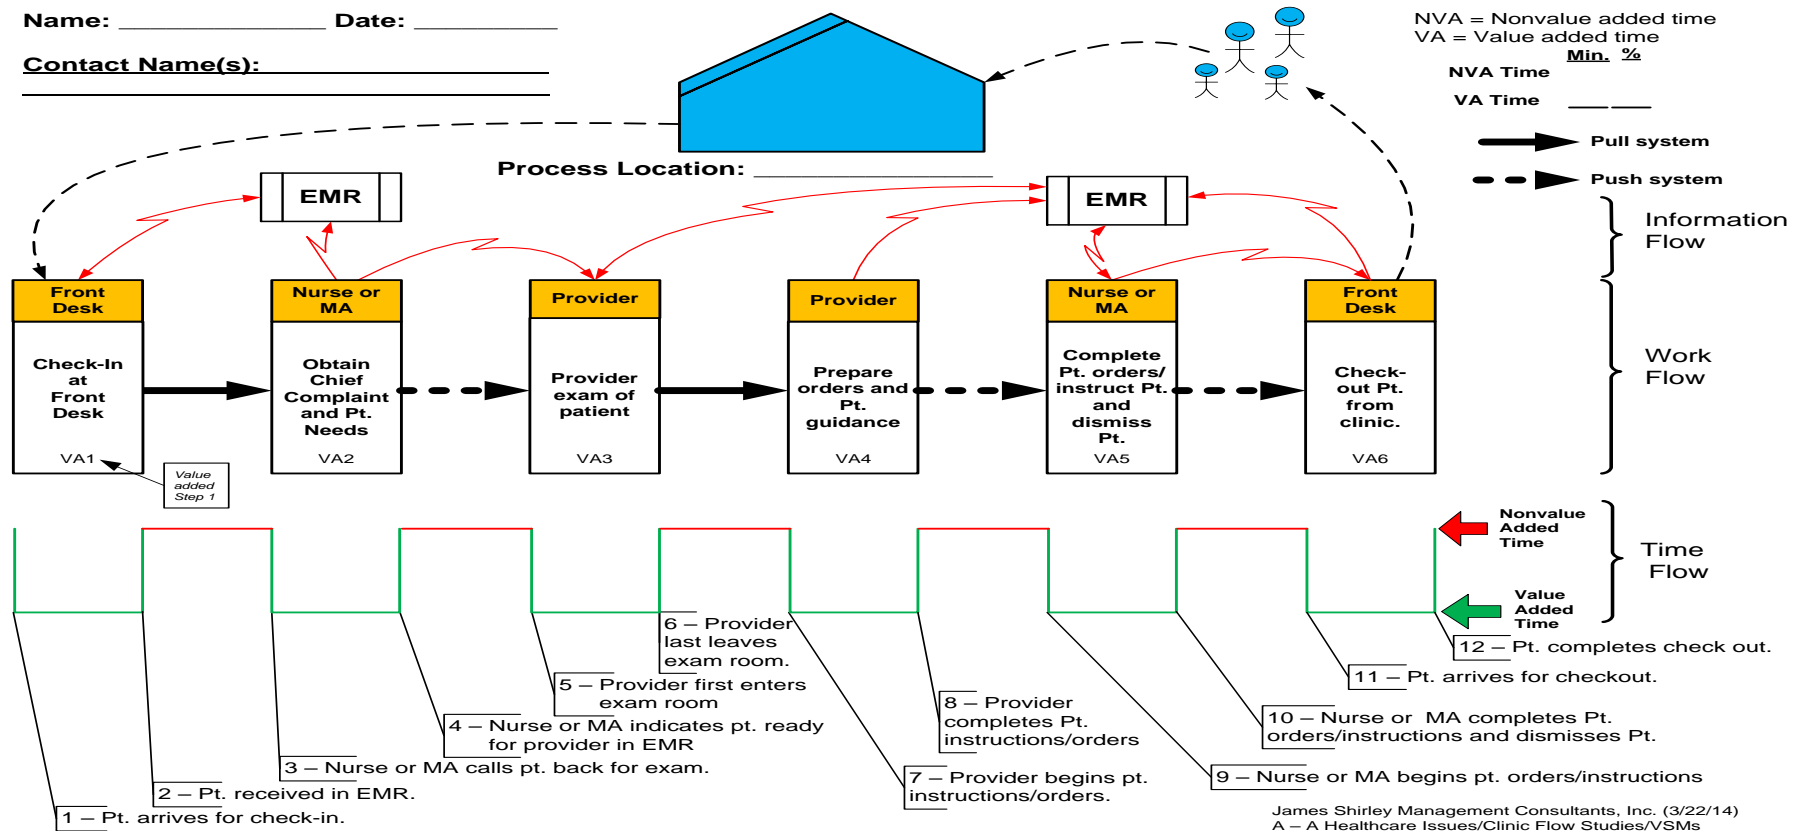 Name: _______________ Date: __________
Contact Name(s):
NVA = Nonvalue added time
VA = Value added time
Min. %
NVA Time
VA Time ___ ___
Pull system
Push system
Process Location: _________________
EMR
EMR
Information
Flow
Front
Desk
Nurse or
MA
Provider
Provider
Nurse or
MA
Front
Desk
Check-In
at
Front
Desk
VA1
Obtain
Chief
Complaint
and Pt.
Needs
VA2
Provider
exam of
patient
VA3
Prepare
orders and
Pt.
guidance
VA4
Complete
Pt. orders/
instruct Pt.
and
dismiss
Pt.
VA5
Check-
out Pt.
from
clinic.
VA6
Work
Flow
Value
added
Step 1
Nonvalue
Added
Time
Value
Added
Time
Time
Flow
1 – Pt. arrives for check-in.
2 – Pt. received in EMR.
3 – Nurse or MA calls pt. back for exam.
4 – Nurse or MA indicates pt. ready
for provider in EMR
5 – Provider first enters
exam room
6 – Provider
last leaves
exam room.
7 – Provider begins pt.
instructions/orders.
8 – Provider
completes Pt.
instructions/orders
9 – Nurse or MA begins pt. orders/instructions
10 – Nurse or MA completes Pt.
orders/instructions and dismisses Pt.
11 – Pt. arrives for checkout.
12 – Pt. completes check out.
James Shirley Management Consultants, Inc. (3/22/14)
A – A Healthcare Issues/Clinic Flow Studies/VSMs